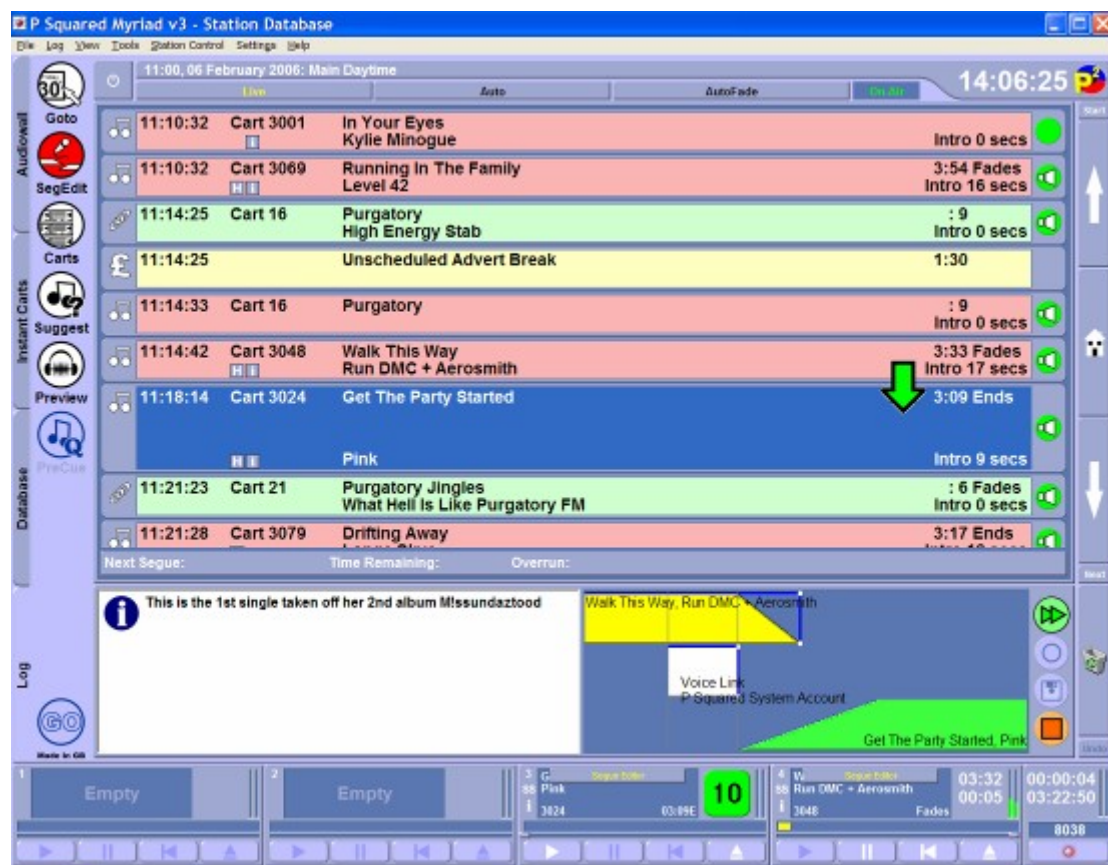 P Squared Myriad v3 - Station Database
File Log View Tools Station Control Settings Help
11:00, 06 February 2006: Main Daytime
14:06:25
Live Auto AutoFade On Air
Start
Audiowall
Instant Carts
Database
Log
30
Goto
SegEdit
Carts
Suggest
Preview
PreCue
GO
Made in GB
11:10:32 Cart 3001 In Your Eyes
I Kylie Minogue Intro 0 secs
11:10:32 Cart 3069 Running In The Family 3:54 Fades
H I Level 42 Intro 16 secs
11:14:25 Cart 16 Purgatory : 9
High Energy Stab Intro 0 secs
£ 11:14:25 Unscheduled Advert Break 1:30
11:14:33 Cart 16 Purgatory : 9
Intro 0 secs
11:14:42 Cart 3048 Walk This Way 3:33 Fades
H I Run DMC + Aerosmith Intro 17 secs
11:18:14 Cart 3024 Get The Party Started 3:09 Ends
H I Pink Intro 9 secs
11:21:23 Cart 21 Purgatory Jingles : 6 Fades
What Hell Is Like Purgatory FM Intro 0 secs
11:21:28 Cart 3079 Drifting Away 3:17 Ends
Next Segue: Time Remaining: Overrun:
Next
i This is the 1st single taken off her 2nd album M!ssundaztood
Walk This Way, Run DMC + Aerosmith
Voice Link
P Squared System Account
Get The Party Started, Pink
Undo
1 Empty
2 Empty
3 G Segue Editor
SS Pink
i 3024 03:09E
10
4 W Segue Editor
SS Run DMC + Aerosmith
i 3048 Fades
03:32
00:05
00:00:04
03:22:50
8038